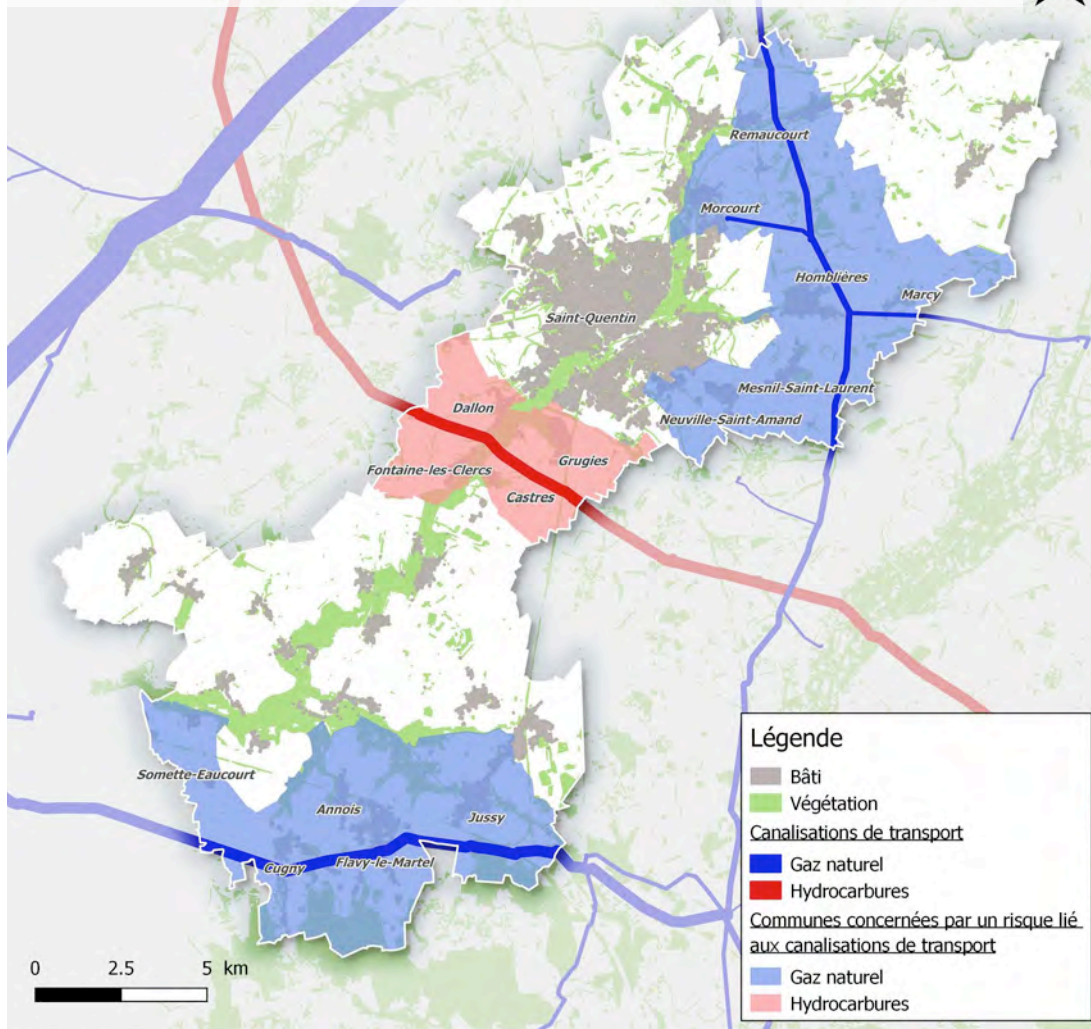 Remaucourt
Morcourt
Homblières
Marcy
Saint-Quentin
Mesnil-Saint-Laurent
Dallon
Neuville-Saint-Amand
Grugies
Fontaine-les-Clercs
Castres
Somette-Eaucourt
Annois
Jussy
Cugny
Flavy-le-Martel
Légende
Bâti
Végétation
Canalisations de transport
Gaz naturel
Hydrocarbures
Communes concernées par un risque lié
aux canalisations de transport
Gaz naturel
Hydrocarbures
0 2.5 5 km